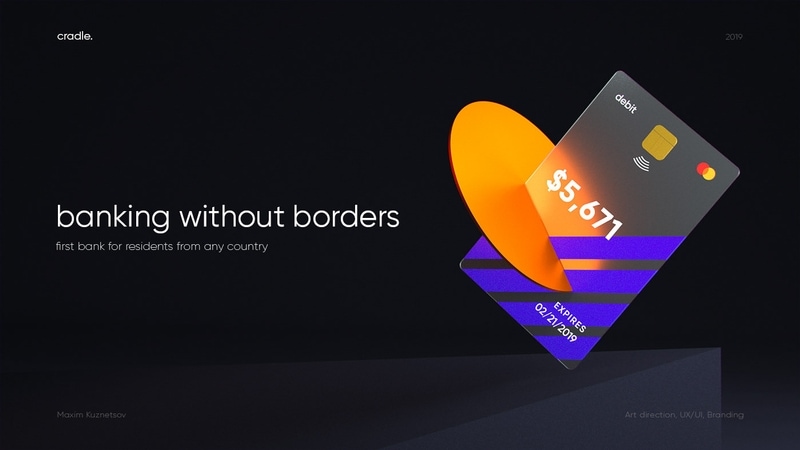 cradle.
2019
debit
$5,671
banking without borders
first bank for residents from any country
EXPIRES
02/21/2019
Maxim Kuznetsov
Art direction, UX/UI, Branding